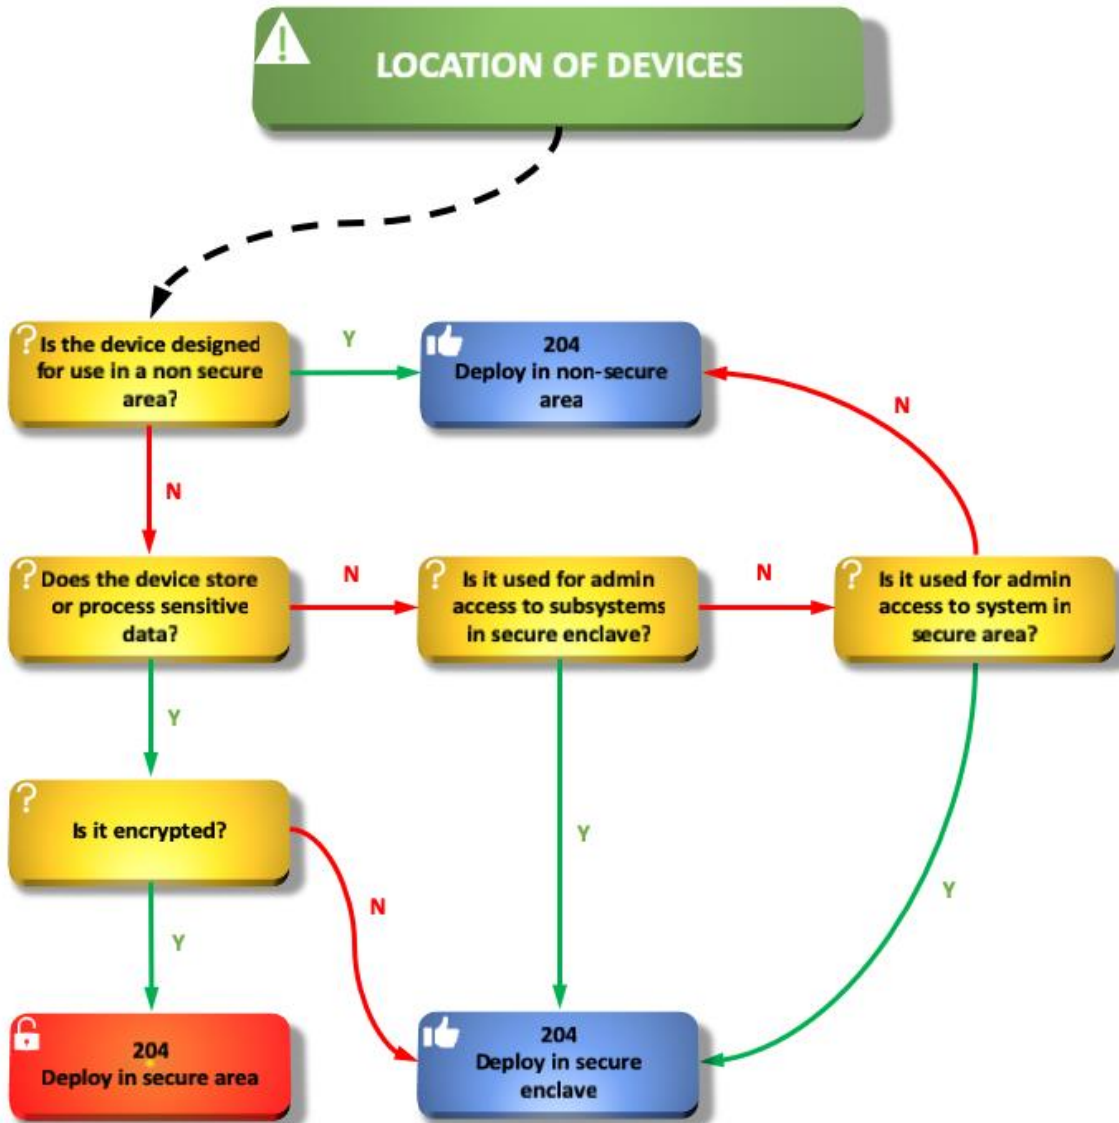 LOCATION OF DEVICES
Is the device designed
for use in a non secure
area?
Y
204
Deploy in non-secure
area
N
N
Does the device store
or process sensitive
data?
N
Is it used for admin
access to subsystems
in secure enclave?
N
Is it used for admin
access to system in
secure area?
Y
Is it encrypted?
Y
N
Y
Y
204
Deploy in secure area
204
Deploy in secure
enclave